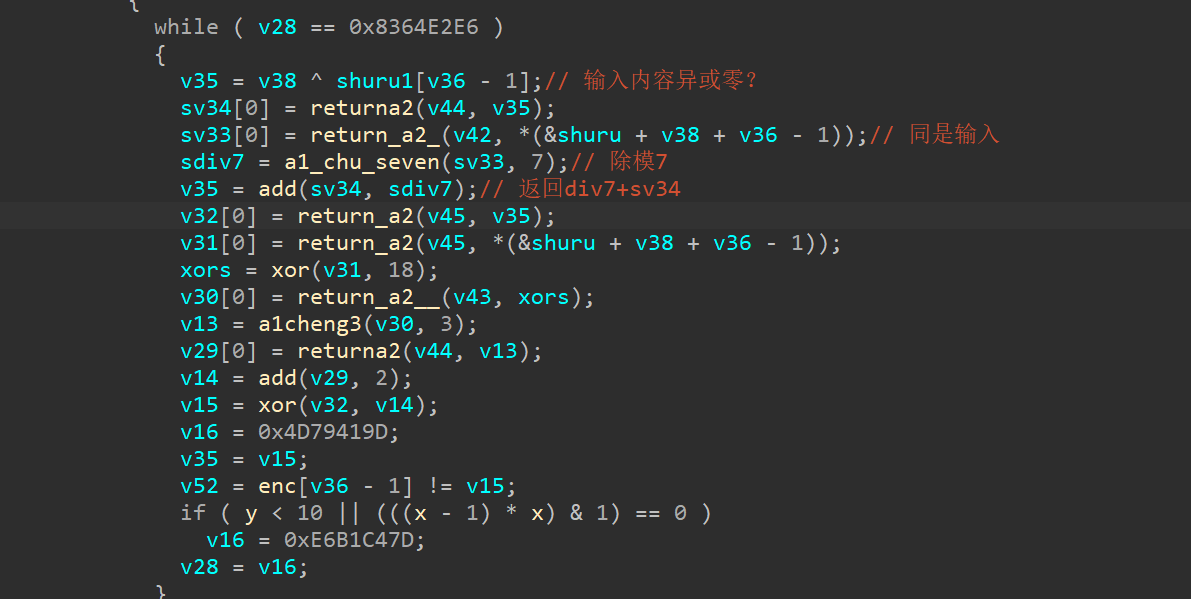 {
while ( v28 == 0x8364E2E6 )
{
v35 = v38 ^ shuru1[v36 - 1];// 输入内容异或零?
sv34[0] = returna2(v44, v35);
sv33[0] = return_a2_(v42, *(&shuru + v38 + v36 - 1));// 同是输入
sdiv7 = a1_chu_seven(sv33, 7);// 除模7
v35 = add(sv34, sdiv7);// 返回div7+sv34
v32[0] = return_a2(v45, v35);
v31[0] = return_a2(v45, *(&shuru + v38 + v36 - 1));
xors = xor(v31, 18);
v30[0] = return_a2__(v43, xors);
v13 = a1cheng3(v30, 3);
v29[0] = returna2(v44, v13);
v14 = add(v29, 2);
v15 = xor(v32, v14);
v16 = 0x4D79419D;
v35 = v15;
v52 = enc[v36 - 1] != v15;
if ( y < 10 || (((x - 1) * x) & 1) == 0 )
v16 = 0xE6B1C47D;
v28 = v16;
}